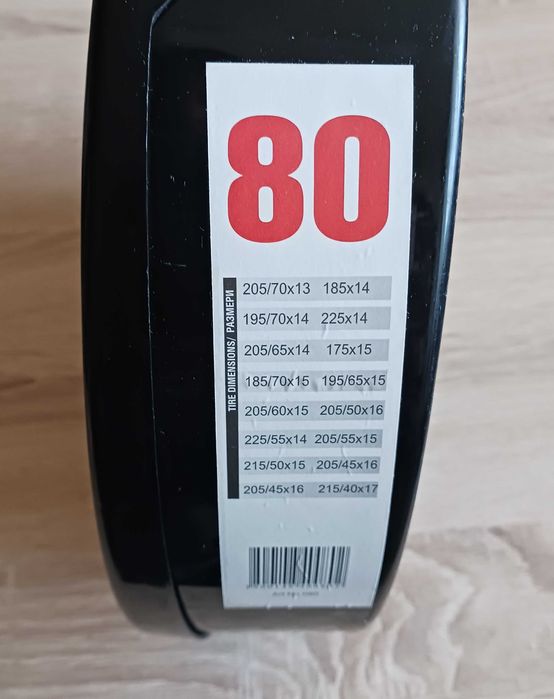 80
TIRE DIMENSIONS/ РАЗМЕРИ
205/70x13 185x14
195/70x14 225x14
205/65x14 175x15
185/70x15 195/65x15
205/60x15 205/50x16
225/55x14 205/55x15
215/50x15 205/45x16
205/45x16 215/40x17